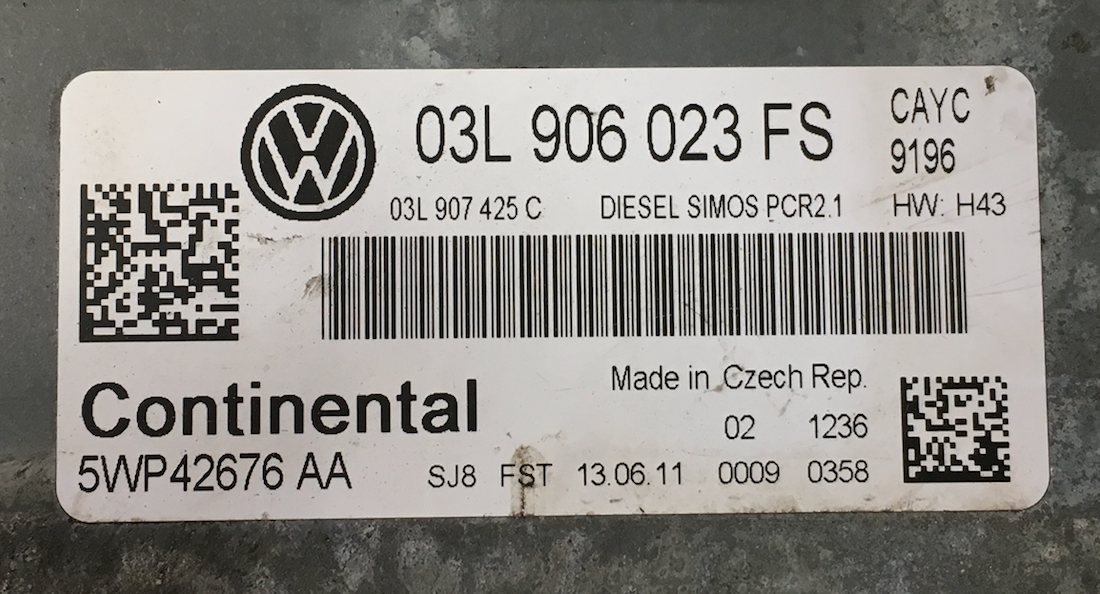 03L 906 023 FS
CAYC
9196
03L 907 425 C DIESEL SIMOS PCR2.1 HW: H43
Made in Czech Rep.
Continental
02 1236
5WP42676 AA SJ8 FST 13.06.11 0009 0358